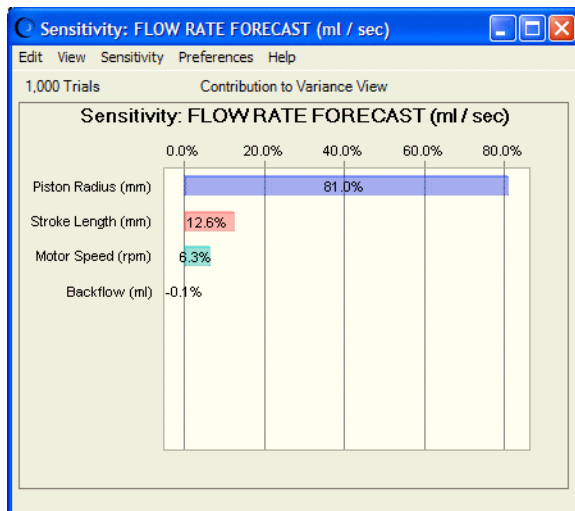 Sensitivity: FLOW RATE FORECAST (ml / sec)
Edit View Sensitivity Preferences Help
1,000 Trials Contribution to Variance View
Sensitivity: FLOW RATE FORECAST (ml / sec)
0.0% 20.0% 40.0% 60.0% 80.0%
Piston Radius (mm) 81.0%
Stroke Length (mm) 12.6%
Motor Speed (rpm) 6.3%
Backflow (ml) -0.1%